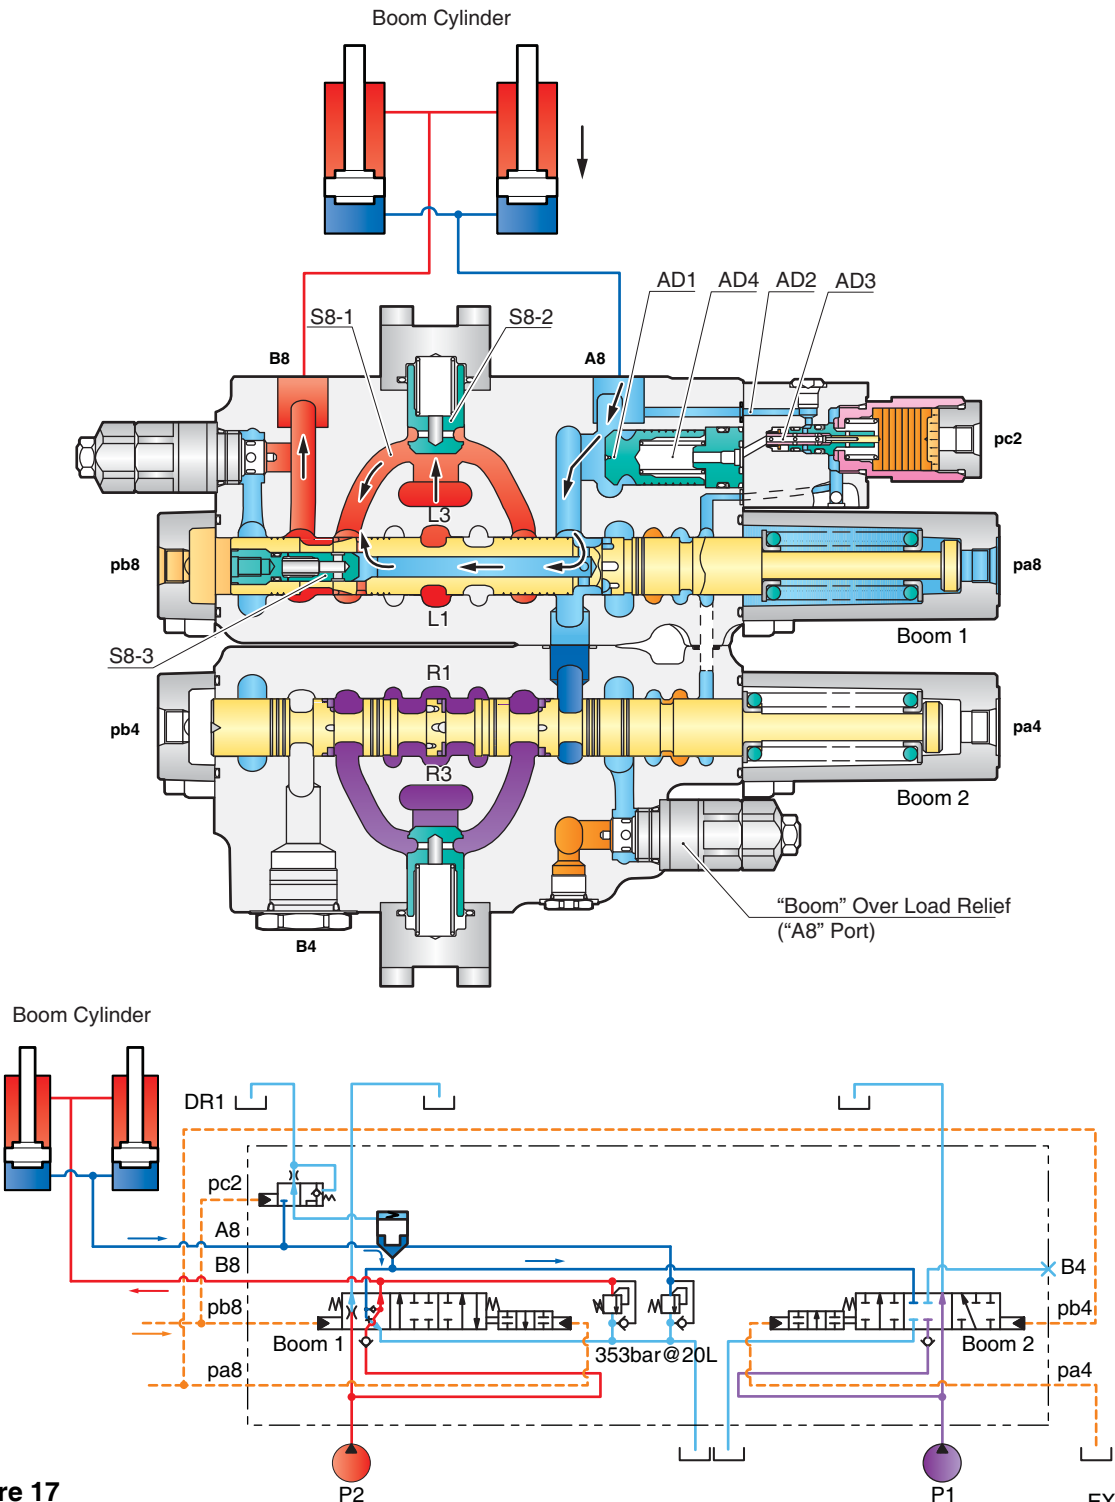 Boom Cylinder
AD1
AD4
AD2
AD3
S8-1
S8-2
B8
A8
pc2
L3
pb8
pa8
L1
Boom 1
S8-3
R1
pb4
pa4
R3
Boom 2
"Boom" Over Load Relief
("A8" Port)
B4
Boom Cylinder
DR1
pc2
A8
B8
B4
pb8
pb4
Boom 1
353bar@20L
Boom 2
pa8
pa4
P2
P1
re 17